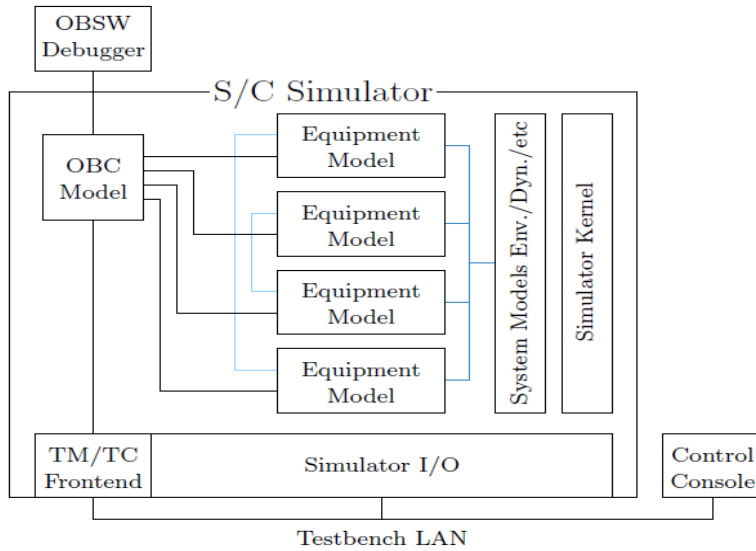 OBSW
Debugger
S/C Simulator
OBC
Model
Equipment
Model
Equipment
Model
Equipment
Model
Equipment
Model
System Models Env./Dyn./etc
Simulator Kernel
TM/TC
Frontend
Simulator I/O
Control
Console
Testbench LAN